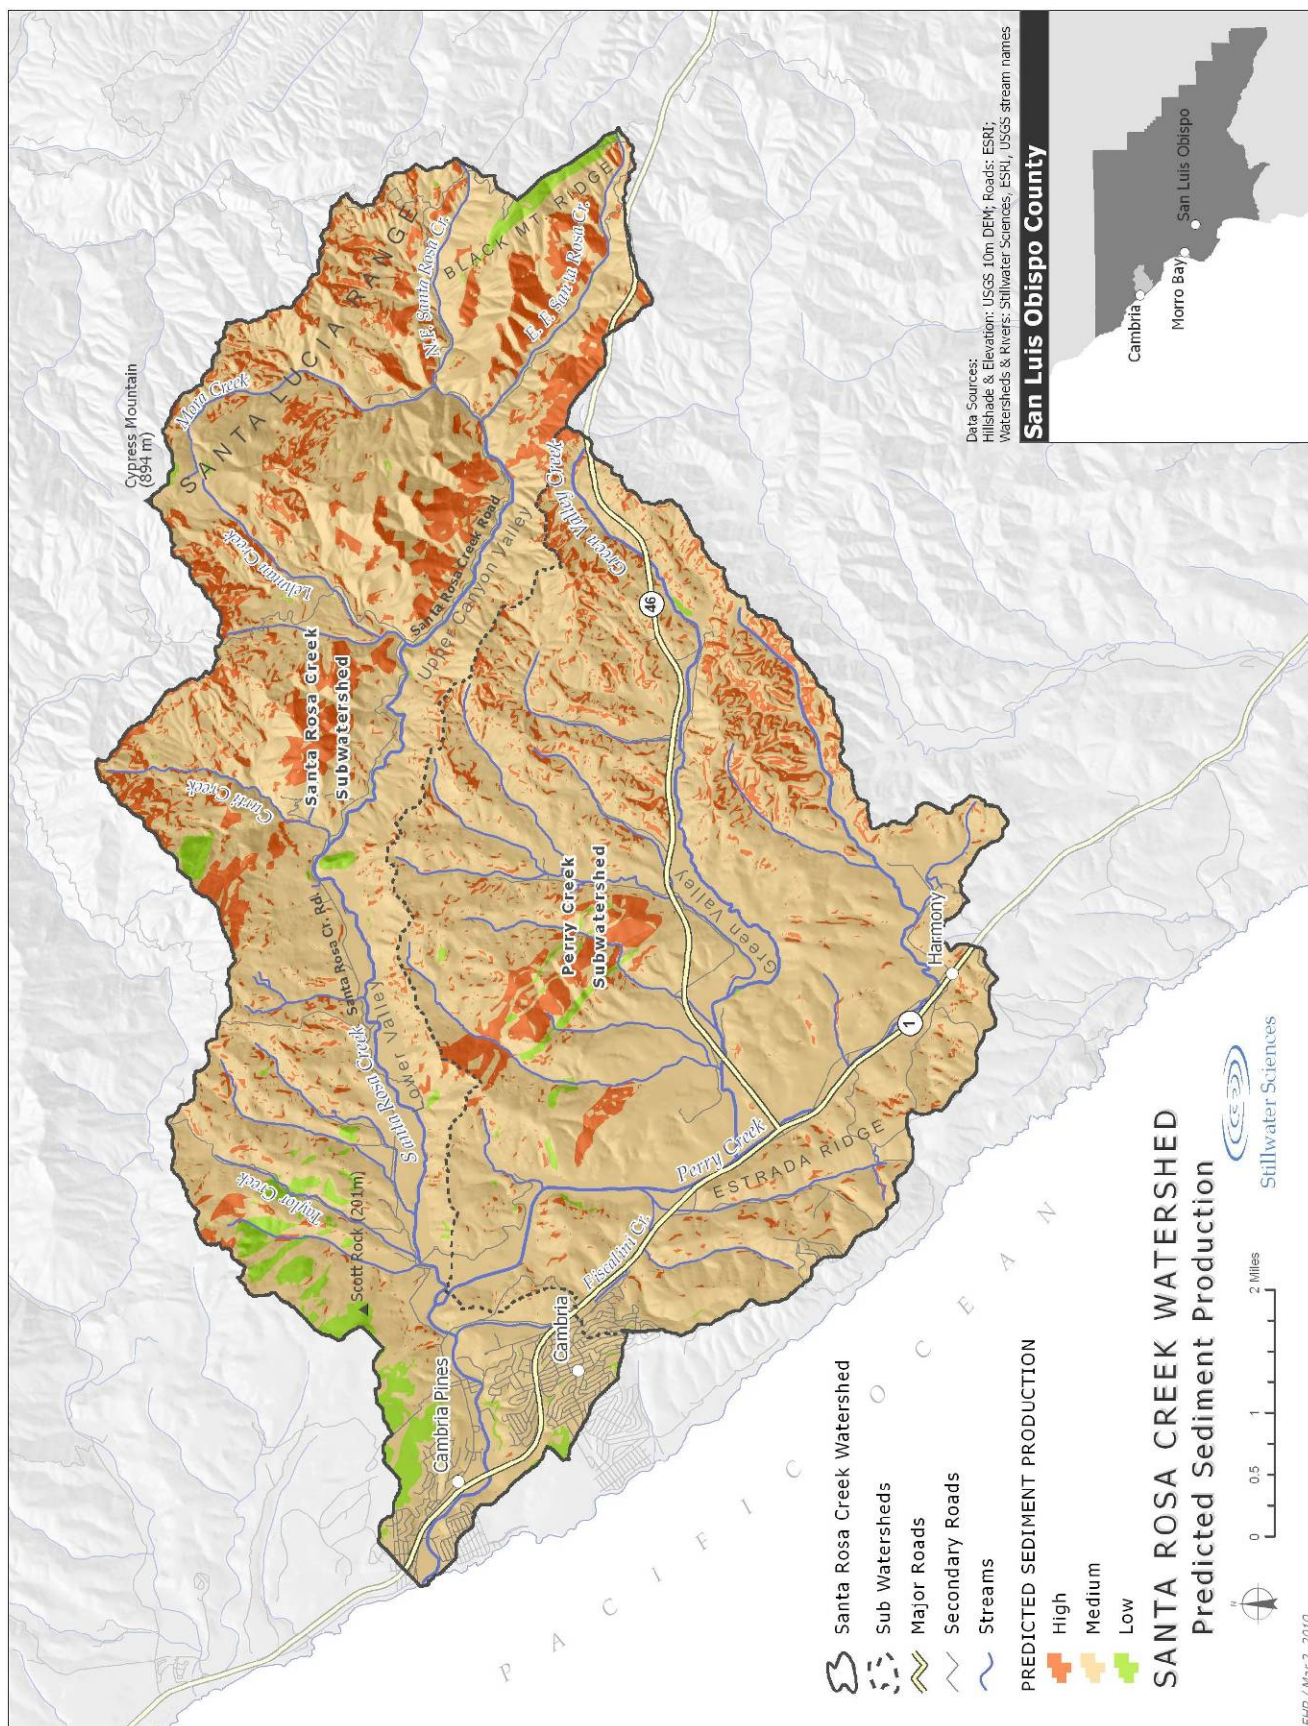 Cypress Mountain
(894 m)
SANTA LUCIA RANGE
Mora Creek
Lehman Creek
N.F. Santa Rosa Cr.
BLACK MT. RIDGE
E. F. Santa Rosa Cr.
Curti Creek
Santa Rosa Creek
Subwatershed
Santa Rosa Creek Road
Upper Canyon Valley
Green Valley Creek
46
Taylor Creek
Scott Rock (201m)
Santa Rosa Cr. Rd.
Santa Rosa Creek
Lower Valley
Perry Creek
Subwatershed
Green Valley
Cambria Pines
Cambria
Fiscalini Cr.
Perry Creek
ESTRADA RIDGE
1
Harmony
PACIFIC OCEAN
Santa Rosa Creek Watershed
Sub Watersheds
Major Roads
Secondary Roads
Streams
PREDICTED SEDIMENT PRODUCTION
High
Medium
Low
SANTA ROSA CREEK WATERSHED
Predicted Sediment Production
N
0 0.5 1 2 Miles
Stillwater Sciences
Data Sources:
Hillshade & Elevation: USGS 10m DEM; Roads: ESRI;
Watersheds & Rivers: Stillwater Sciences, ESRI, USGS stream names
San Luis Obispo County
Cambria
Morro Bay
San Luis Obispo